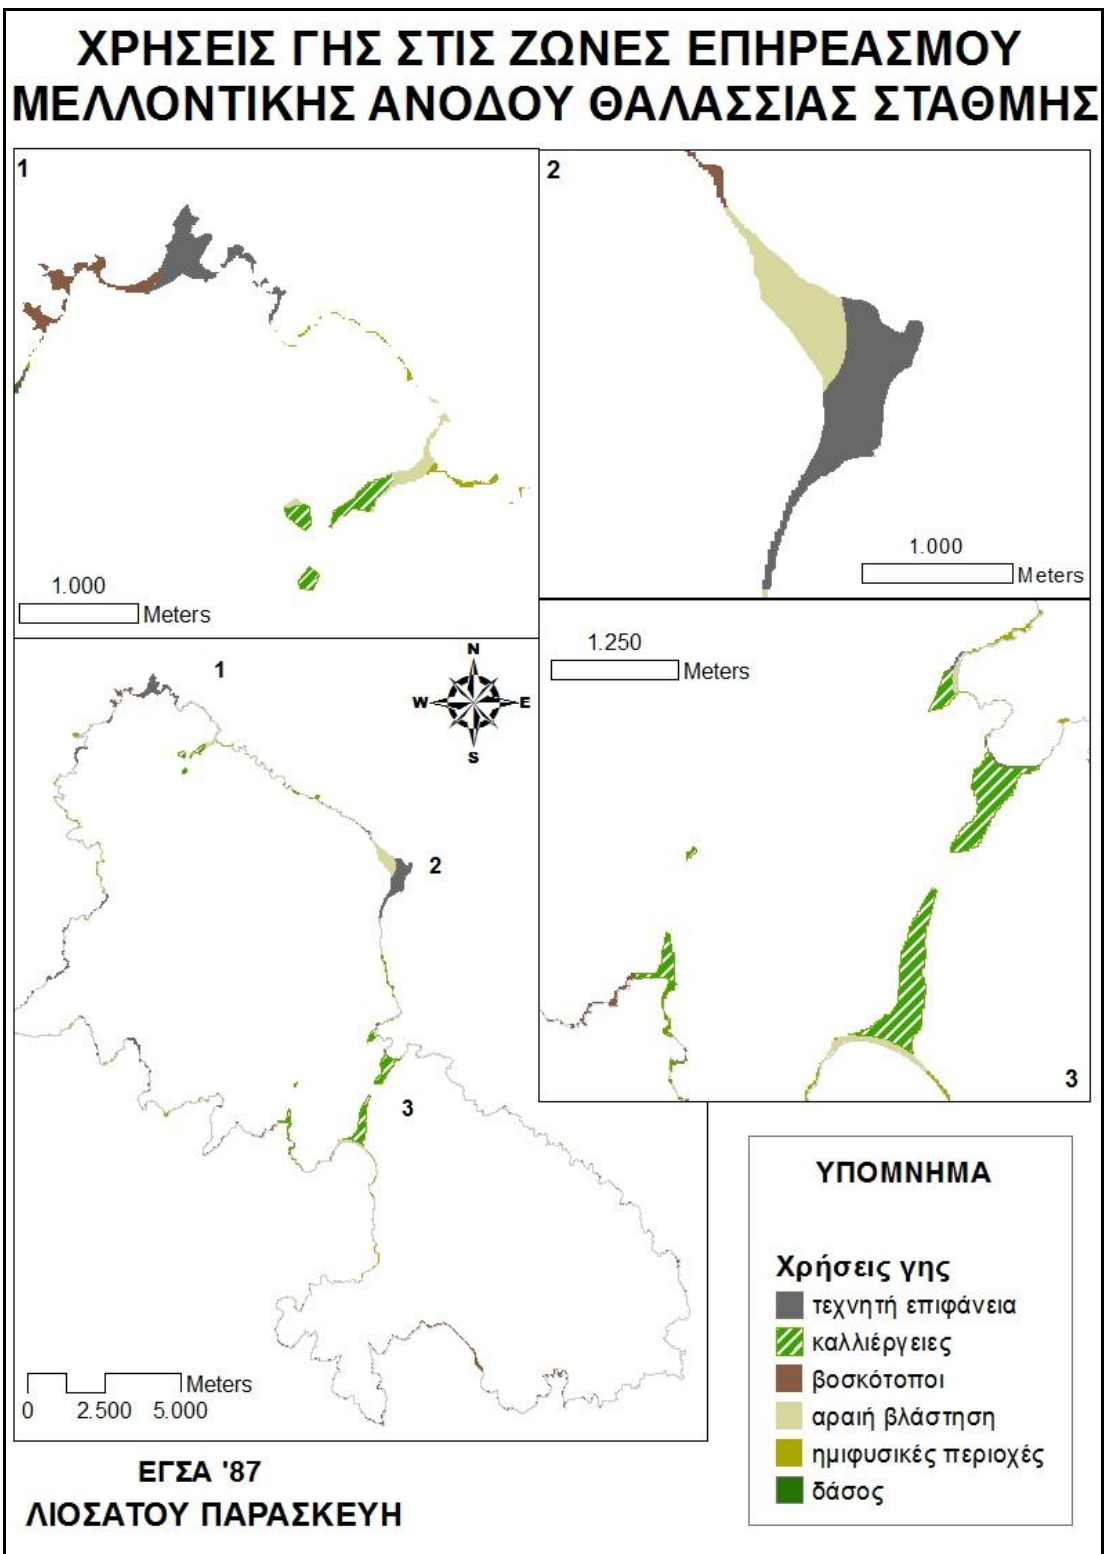 ΧΡΗΣΕΙΣ ΓΗΣ ΣΤΙΣ ΖΩΝΕΣ ΕΠΗΡΕΑΣΜΟΥ
ΜΕΛΛΟΝΤΙΚΗΣ ΑΝΟΔΟΥ ΘΑΛΑΣΣΙΑΣ ΣΤΑΘΜΗΣ
1
1.000
Meters
2
1.000
Meters
1.250
Meters
3
1
N
W
E
S
2
3
Meters
0 2.500 5.000
ΥΠΟΜΝΗΜΑ
Χρήσεις γης
τεχνητή επιφάνεια
καλλιέργειες
βοσκότοποι
αραιή βλάστηση
ημιφυσικές περιοχές
δάσος
ΕΓΣΑ '87
ΛΙΟΣΑΤΟΥ ΠΑΡΑΣΚΕΥΗ